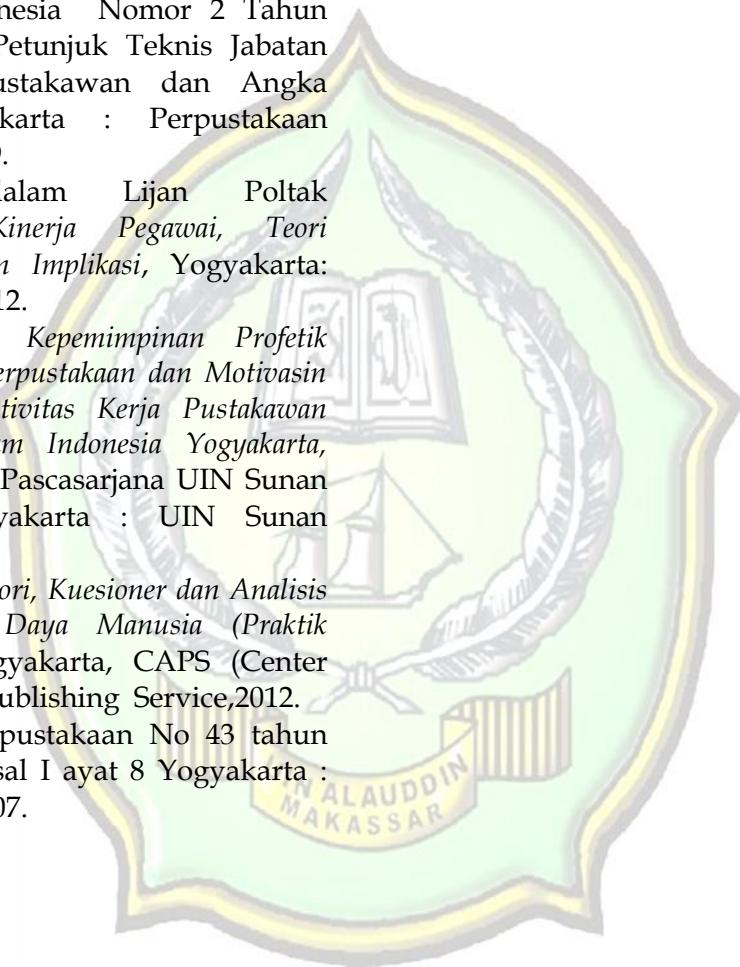 nesia Nomor 2 Tahun
Petunjuk Teknis Jabatan
ustakawan dan Angka
karta : Perpustakaan
9.
alam Lijan Poltak
Kinerja Pegawai, Teori
n Implikasi, Yogyakarta:
12.
Kepemimpinan Profetik
erpustakaan dan Motivasin
tivitas Kerja Pustakawan
m Indonesia Yogyakarta,
Pascasarjana UIN Sunan
yakarta : UIN Sunan
ori, Kuesioner dan Analisis
Daya Manusia (Praktik
gyakarta, CAPS (Center
ublishing Service,2012.
pustakaan No 43 tahun
sal I ayat 8 Yogyakarta :
07.
UIN ALAUDDIN
MAKASSAR